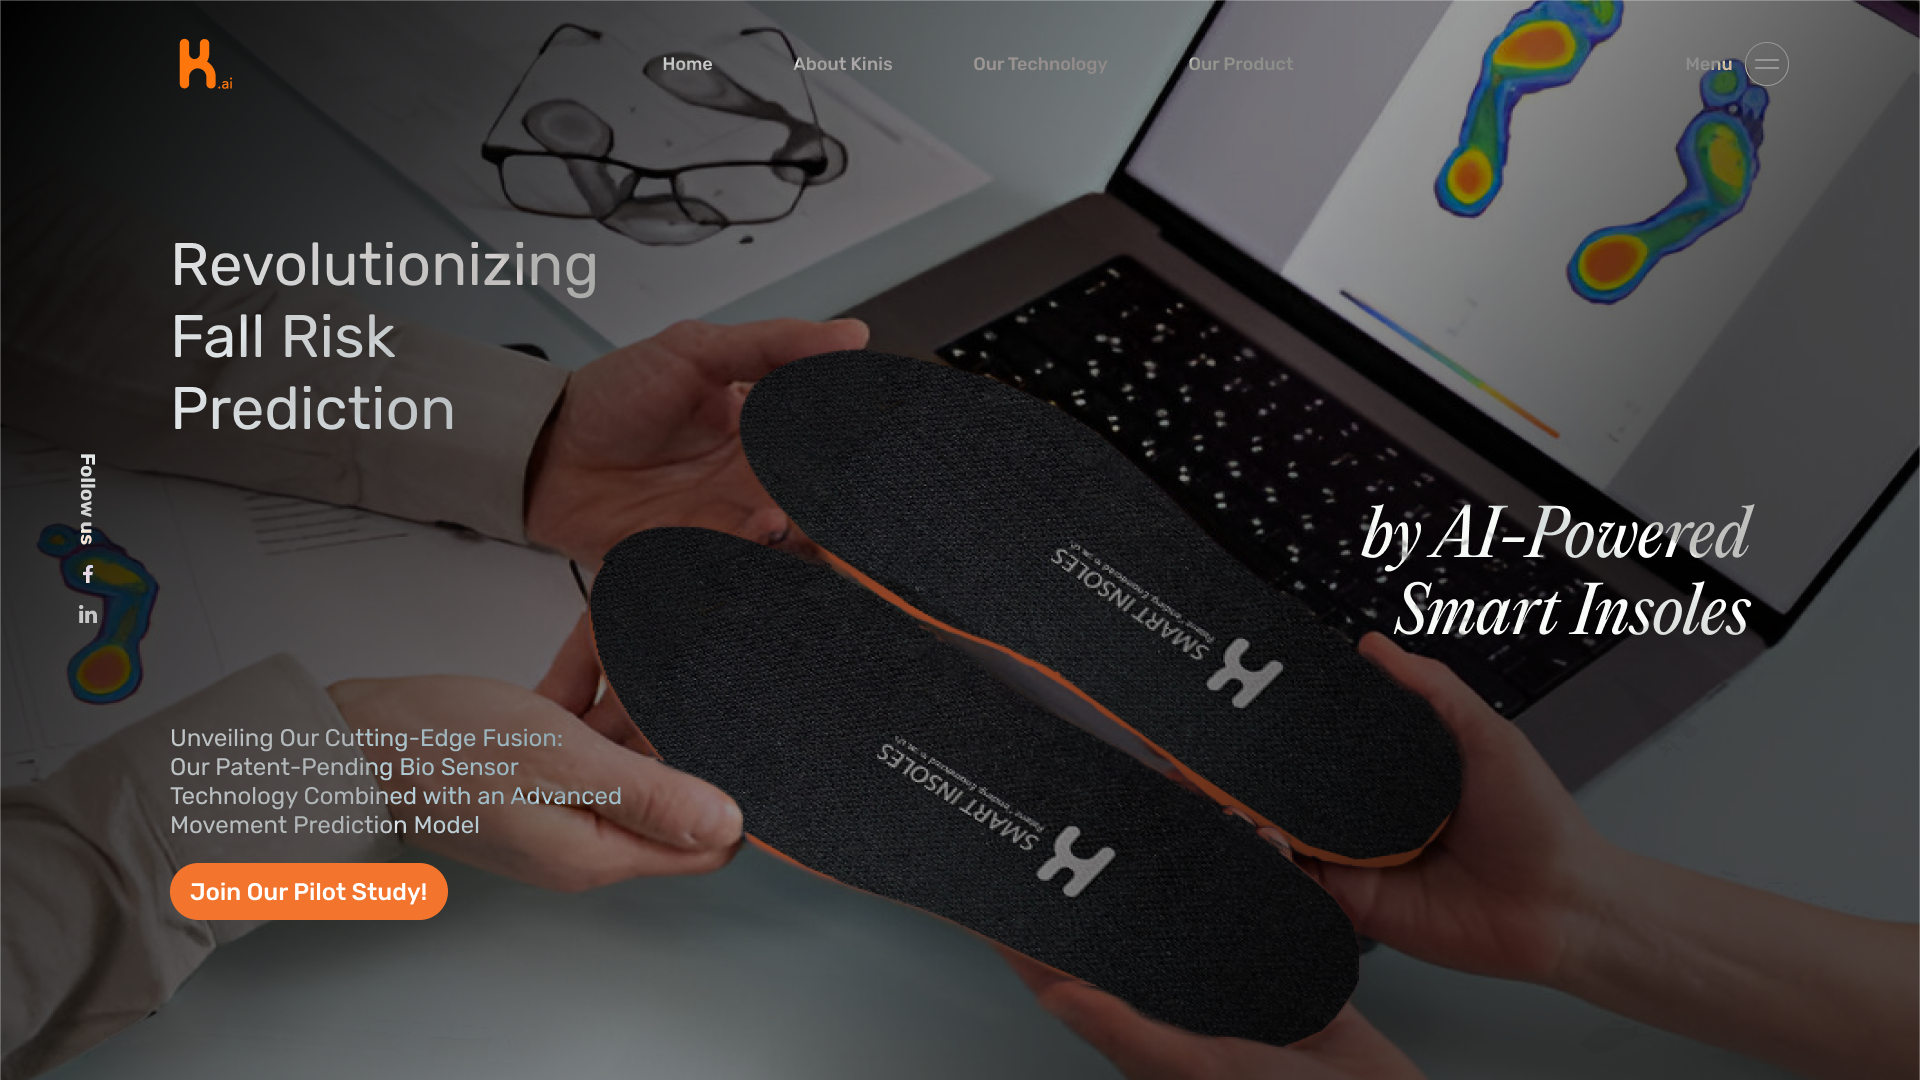 K.ai
Home
About Kinis
Our Technology
Our Product
Menu
Revolutionizing
Fall Risk
Prediction
Follow us
f
in
by AI-Powered
Smart Insoles
SMART INSOLES
SMART INSOLES
Unveiling Our Cutting-Edge Fusion:
Our Patent-Pending Bio Sensor
Technology Combined with an Advanced
Movement Prediction Model
Join Our Pilot Study!